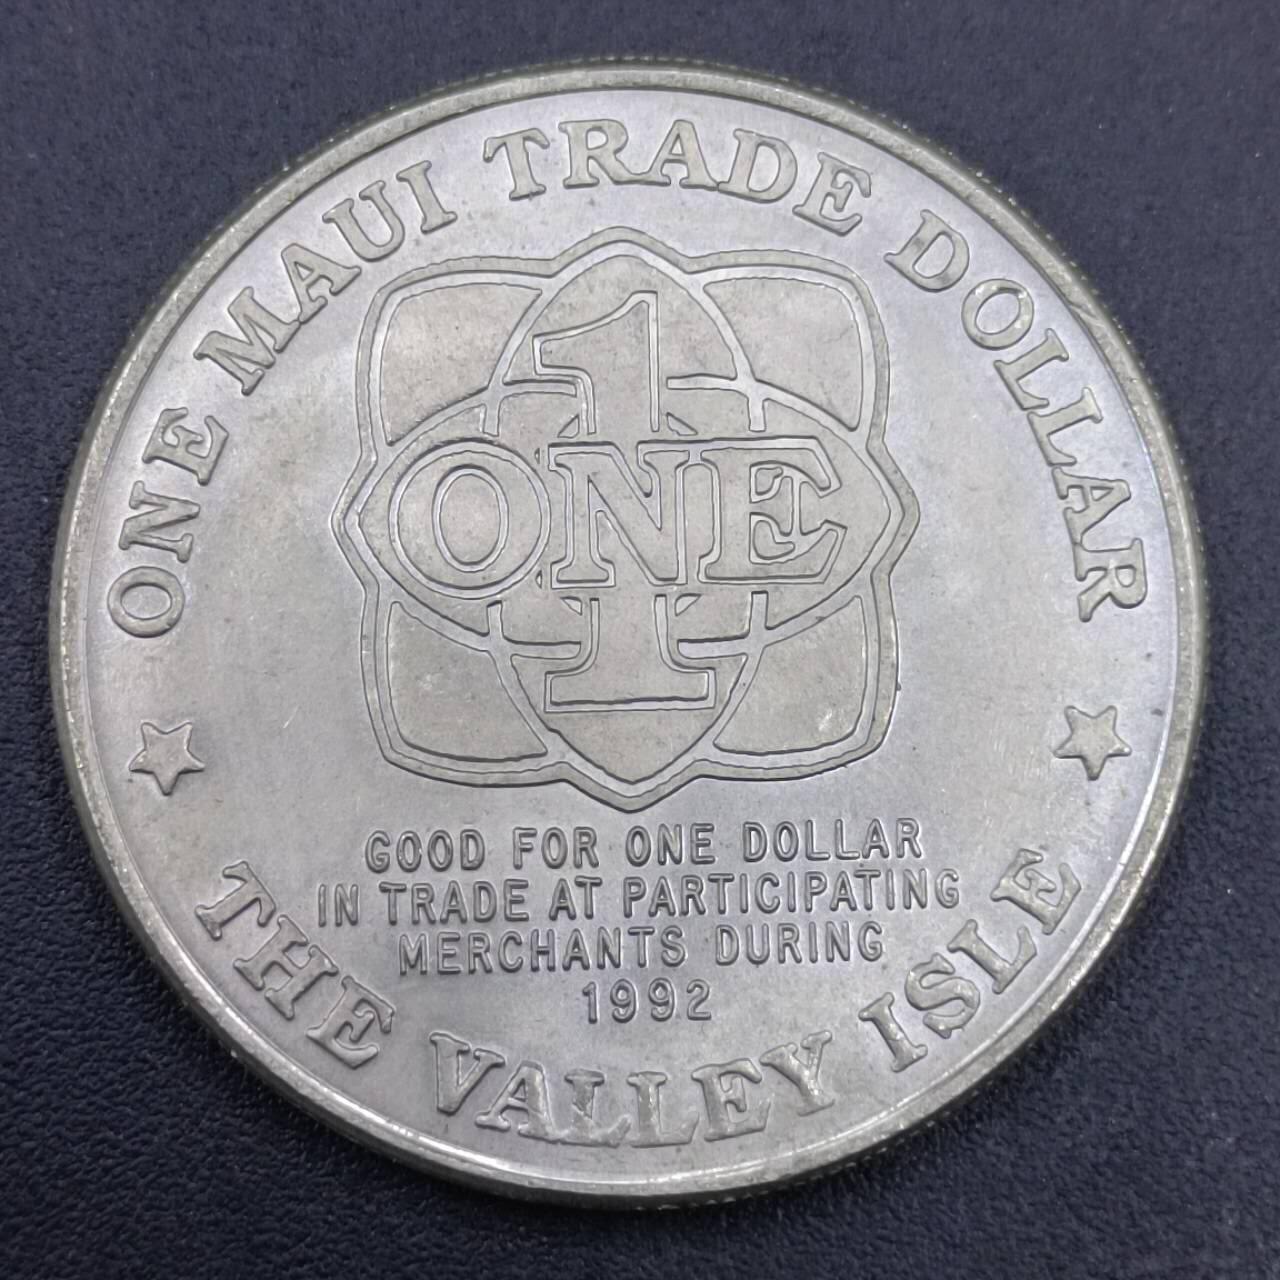 ONE MAUI TRADE DOLLAR
1
ONE
GOOD FOR ONE DOLLAR
IN TRADE AT PARTICIPATING
MERCHANTS DURING
1992
THE VALLEY ISLE